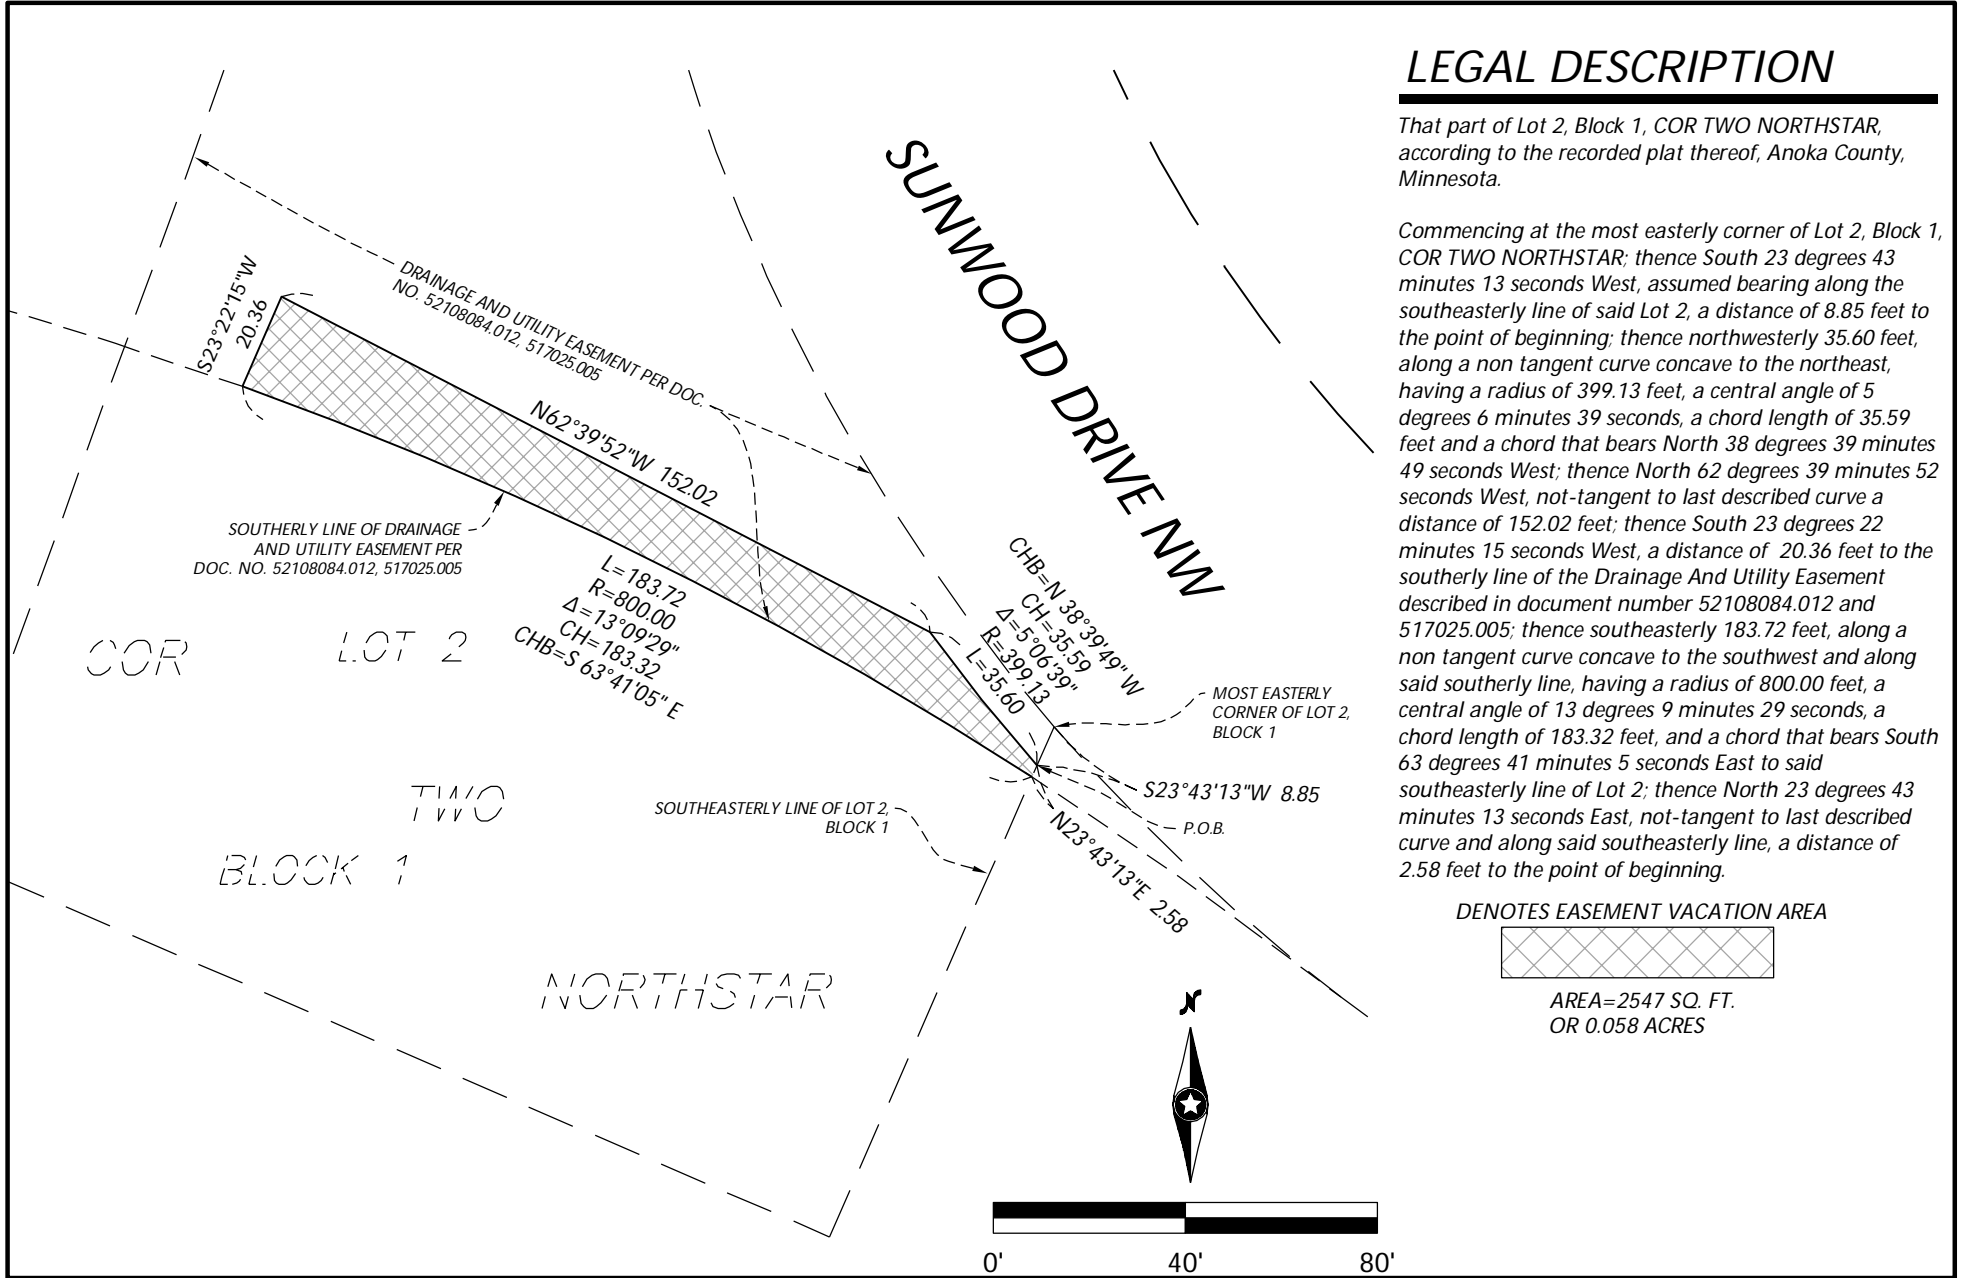 LEGAL DESCRIPTION
That part of Lot 2, Block 1, COR TWO NORTHSTAR,
according to the recorded plat thereof, Anoka County,
Minnesota.
Commencing at the most easterly corner of Lot 2, Block 1,
COR TWO NORTHSTAR; thence South 23 degrees 43
minutes 13 seconds West, assumed bearing along the
southeasterly line of said Lot 2, a distance of 8.85 feet to
the point of beginning; thence northwesterly 35.60 feet,
along a non tangent curve concave to the northeast,
having a radius of 399.13 feet, a central angle of 5
degrees 6 minutes 39 seconds, a chord length of 35.59
feet and a chord that bears North 38 degrees 39 minutes
49 seconds West; thence North 62 degrees 39 minutes 52
seconds West, not-tangent to last described curve a
distance of 152.02 feet; thence South 23 degrees 22
minutes 15 seconds West, a distance of 20.36 feet to the
southerly line of the Drainage And Utility Easement
described in document number 52108084.012 and
517025.005; thence southeasterly 183.72 feet, along a
non tangent curve concave to the southwest and along
said southerly line, having a radius of 800.00 feet, a
central angle of 13 degrees 9 minutes 29 seconds, a
chord length of 183.32 feet, and a chord that bears South
63 degrees 41 minutes 5 seconds East to said
southeasterly line of Lot 2; thence North 23 degrees 43
minutes 13 seconds East, not-tangent to last described
curve and along said southeasterly line, a distance of
2.58 feet to the point of beginning.
DENOTES EASEMENT VACATION AREA
AREA=2547 SQ. FT.
OR 0.058 ACRES
SUNWOOD DRIVE NW
S23°22'15"W
20.36
DRAINAGE AND UTILITY EASEMENT PER DOC.
NO. 52108084.012, 517025.005
N62°39'52"W 152.02
SOUTHERLY LINE OF DRAINAGE
AND UTILITY EASEMENT PER
DOC. NO. 52108084.012, 517025.005
L=183.72
R=800.00
Δ=13°09'29"
CH=183.32
CHB=S 63°41'05" E
CHB=N 38°39'49" W
CH=35.59
Δ=5°06'39"
R=399.13
L=35.60
MOST EASTERLY
CORNER OF LOT 2,
BLOCK 1
S23°43'13"W 8.85
P.O.B.
N23°43'13"E 2.58
SOUTHEASTERLY LINE OF LOT 2,
BLOCK 1
COR
LOT 2
TWO
BLOCK 1
NORTHSTAR
N
0' 40' 80'